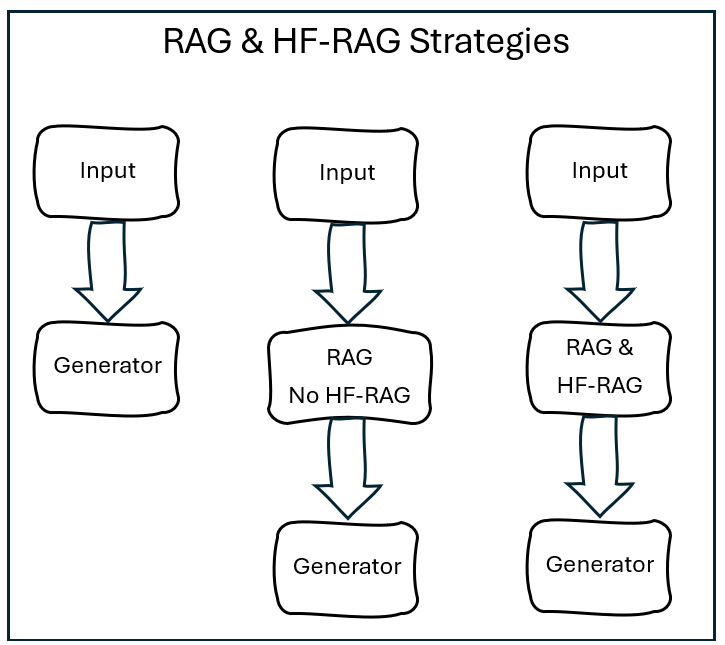 RAG & HF-RAG Strategies
Input
Input
Input
Generator
RAG
No HF-RAG
RAG &
HF-RAG
Generator
Generator